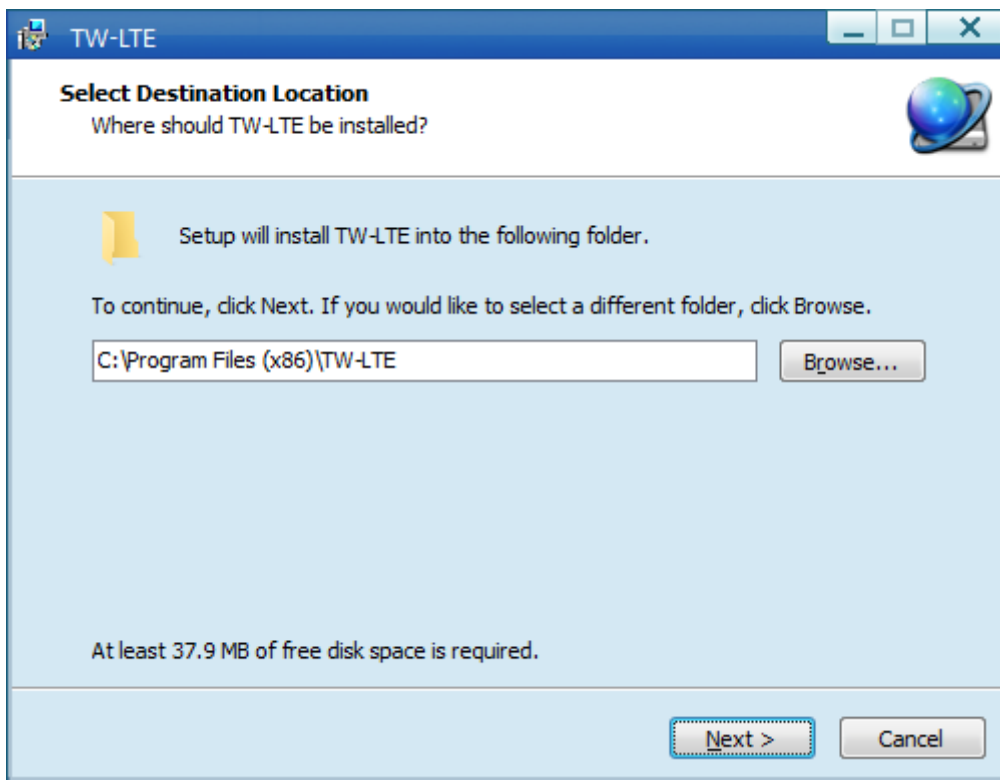 TW-LTE
Select Destination Location
Where should TW-LTE be installed?
Setup will install TW-LTE into the following folder.
To continue, click Next. If you would like to select a different folder, click Browse.
C:\Program Files (x86)\TW-LTE
Browse...
At least 37.9 MB of free disk space is required.
Next >
Cancel